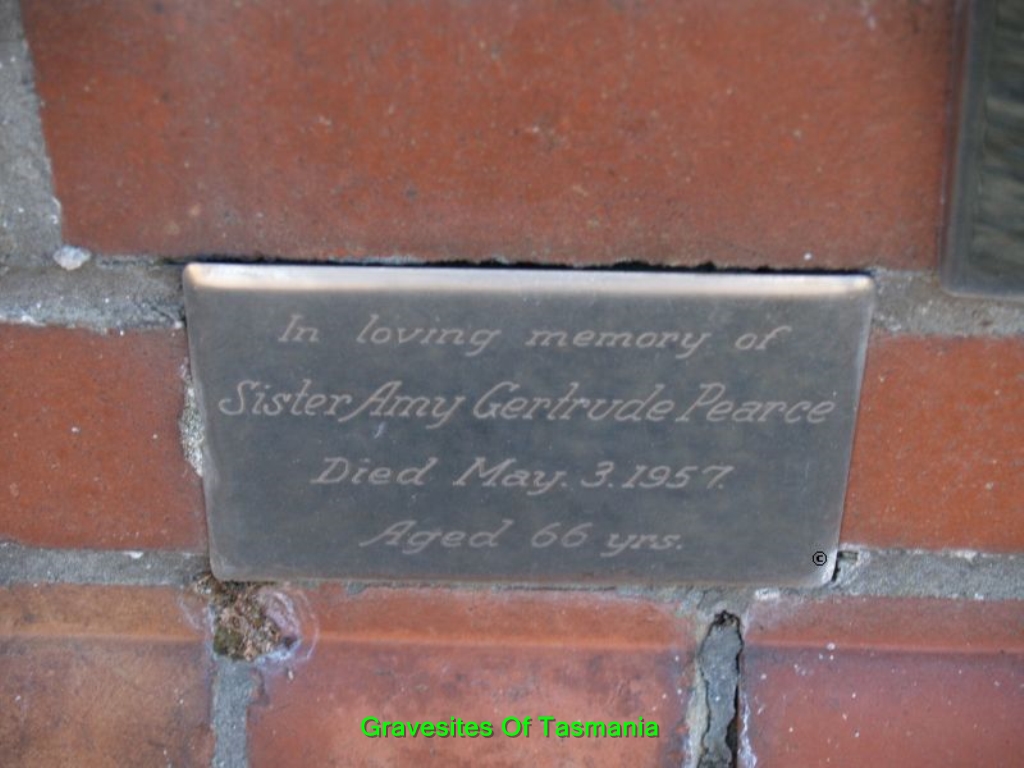 In loving memory of
Sister Amy Gertrude Pearce
Died May. 3. 1957.
Aged 66 yrs.
©
Gravesites Of Tasmania